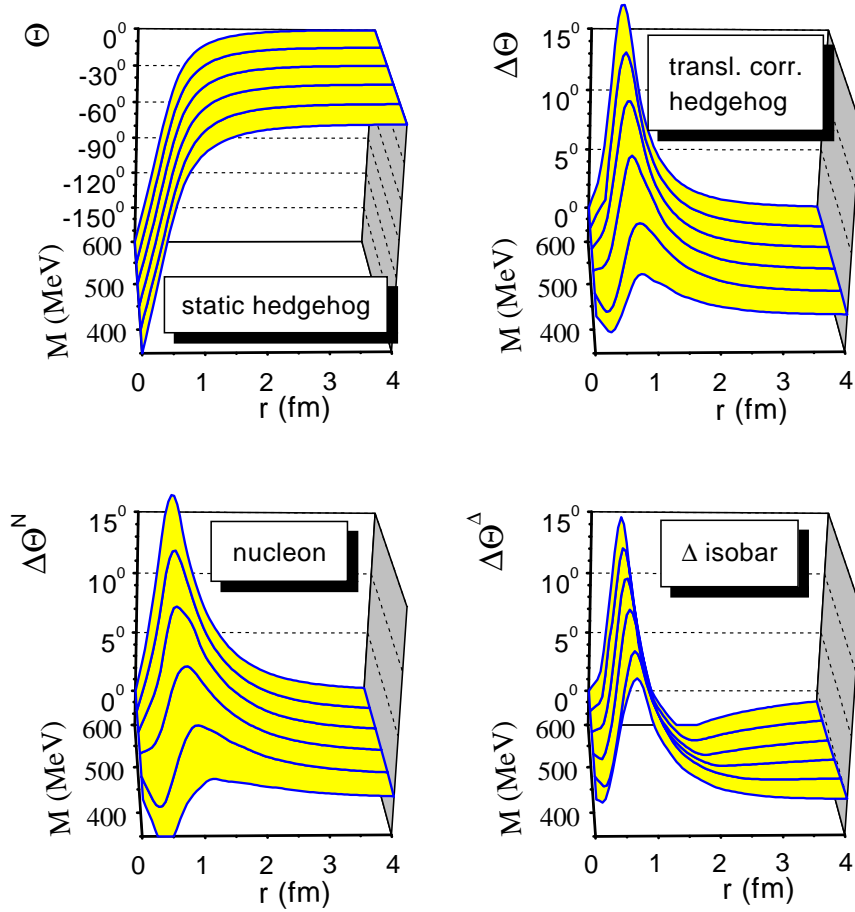 Θ
0⁰
-30⁰
-60⁰
-90⁰
-120⁰
-150⁰
600
500
400
M (MeV)
static hedgehog
0 1 2 3 4
r (fm)
ΔΘ
15⁰
10⁰
5⁰
0⁰
600
500
400
M (MeV)
transl. corr.
hedgehog
0 1 2 3 4
r (fm)
ΔΘᴺ
15⁰
10⁰
5⁰
0⁰
600
500
400
M (MeV)
nucleon
0 1 2 3 4
r (fm)
ΔΘ^Δ
15⁰
10⁰
5⁰
0⁰
600
500
400
M (MeV)
Δ isobar
0 1 2 3 4
r (fm)